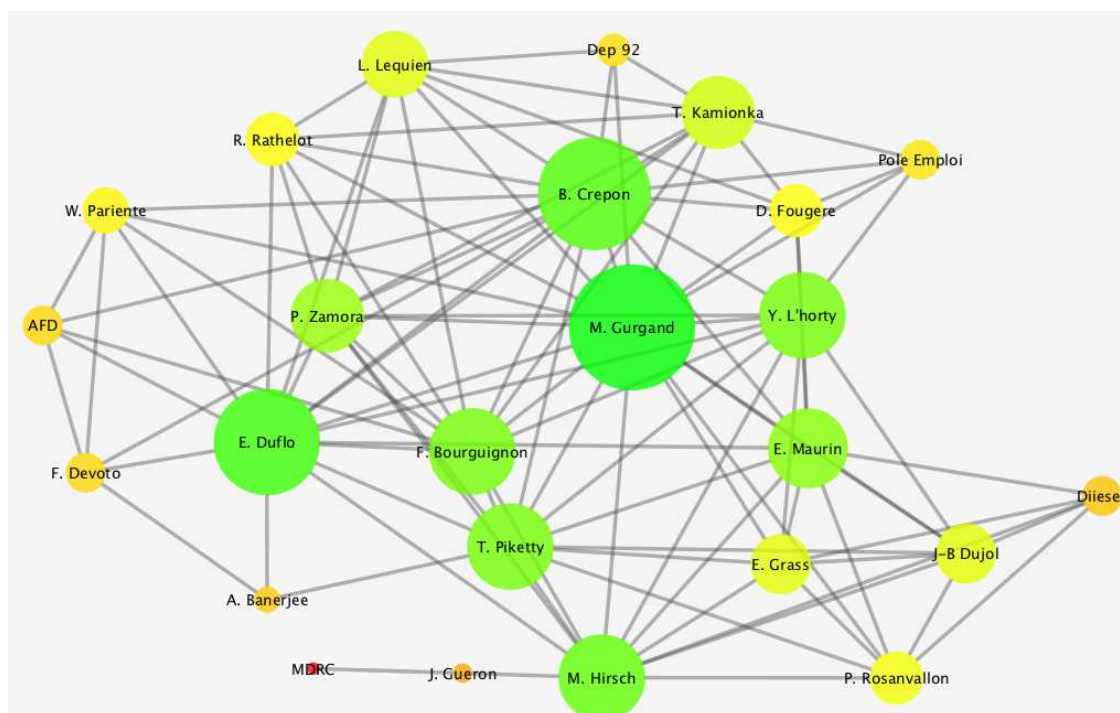 Dep 92
L. Lequien
T. Kamionka
R. Rathelot
Pole Emploi
B. Crepon
W. Pariente
D. Fougere
P. Zamora
Y. L'horty
AFD
M. Gurgand
E. Duflo
F. Bourguignon
E. Maurin
F. Devoto
Diiese
T. Piketty
J-B Dujol
E. Grass
A. Banerjee
MDRC
J. Gueron
M. Hirsch
P. Rosanvallon